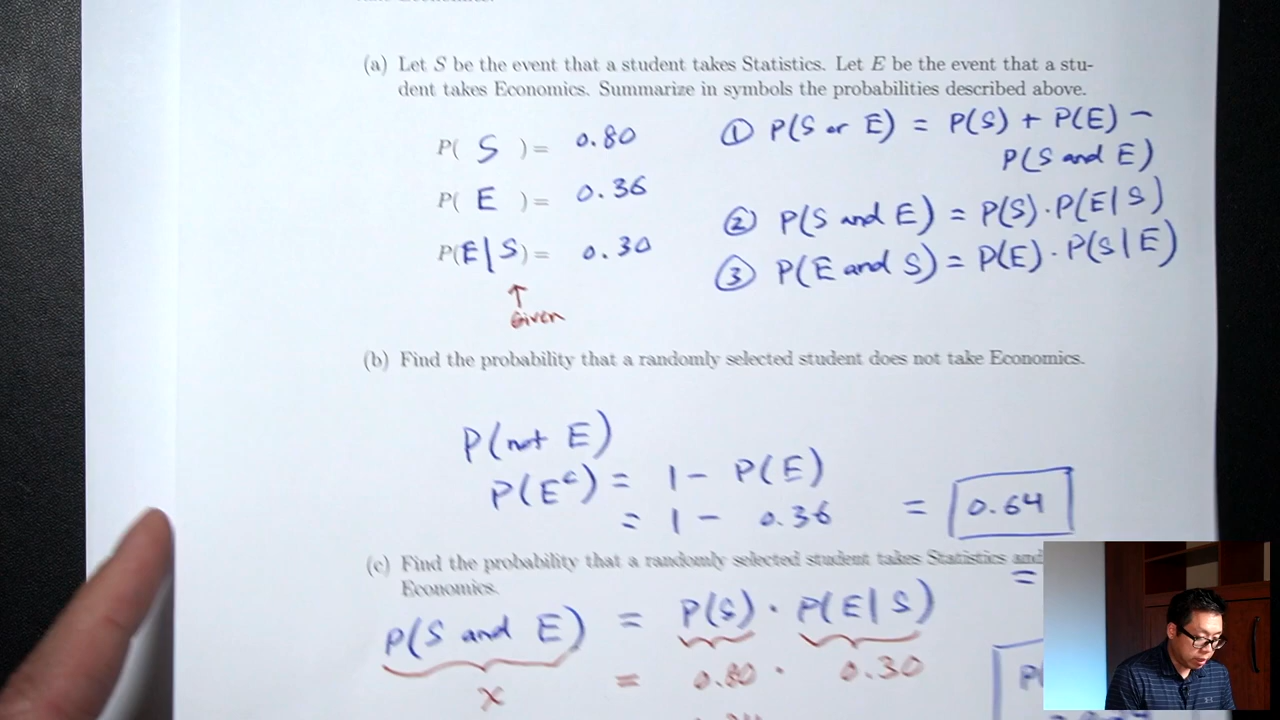 (a) Let S be the event that a student takes Statistics. Let E be the event that a stu-
dent takes Economics. Summarize in symbols the probabilities described above.
P( S ) = 0.80
P( E ) = 0.36
P(E|S) = 0.30
↑
Given
① P(S or E) = P(S) + P(E) -
P(S and E)
② P(S and E) = P(S) · P(E|S)
③ P(E and S) = P(E) · P(S|E)
(b) Find the probability that a randomly selected student does not take Economics.
P(not E)
P(Eᶜ) = 1 - P(E)
= 1 - 0.36 = 0.64
(c) Find the probability that a randomly selected student takes Statistics and
Economics.
=
P(S and E) = P(S) · P(E|S)
x = 0.80 · 0.30